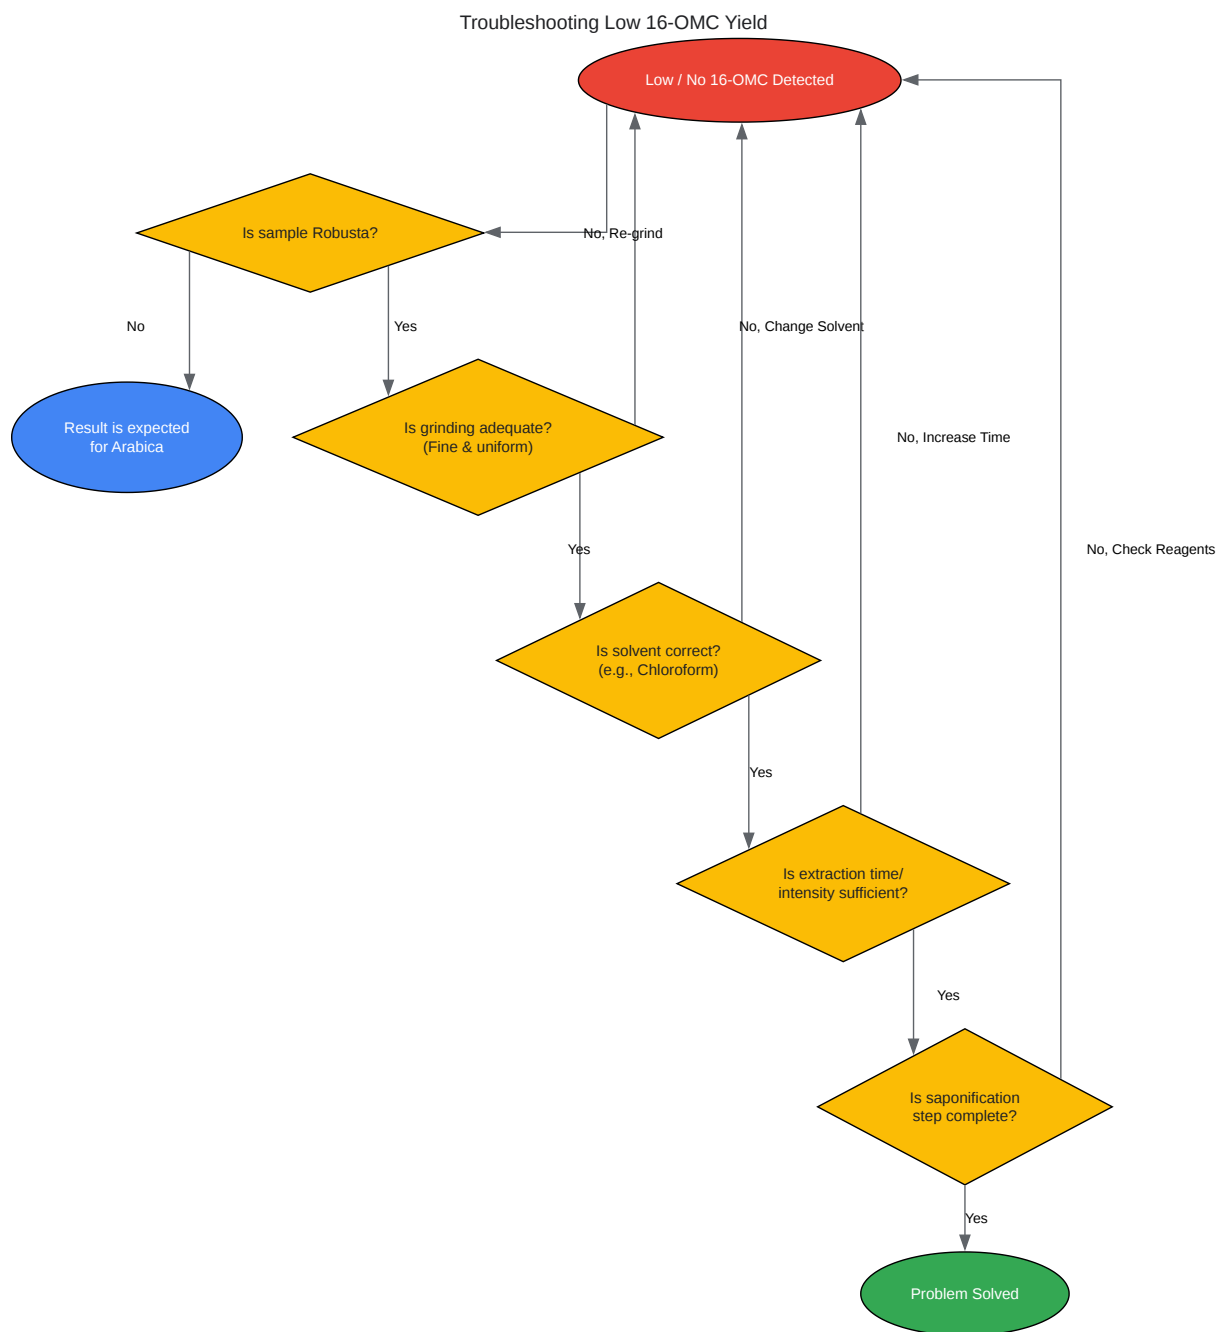 Troubleshooting Low 16-OMC Yield
Low / No 16-OMC Detected
Is sample Robusta?
No, Re-grind
No
Yes
No, Change Solvent
Result is expected
for Arabica
Is grinding adequate?
(Fine & uniform)
No, Increase Time
Yes
No, Check Reagents
Is solvent correct?
(e.g., Chloroform)
Yes
Is extraction time/
intensity sufficient?
Yes
Is saponification
step complete?
Yes
Problem Solved